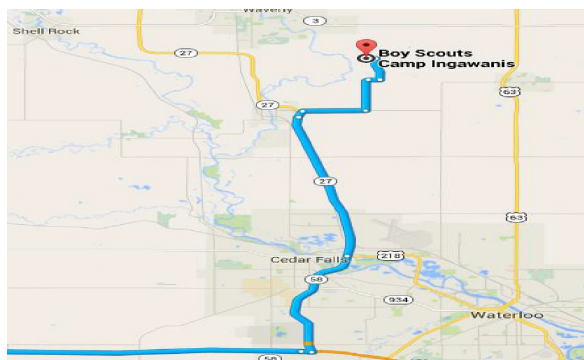 Waverly
3
Shell Rock
27
Boy Scouts
Camp Ingawanis
63
27
27
63
Cedar Falls
218
58
934
Waterloo
58